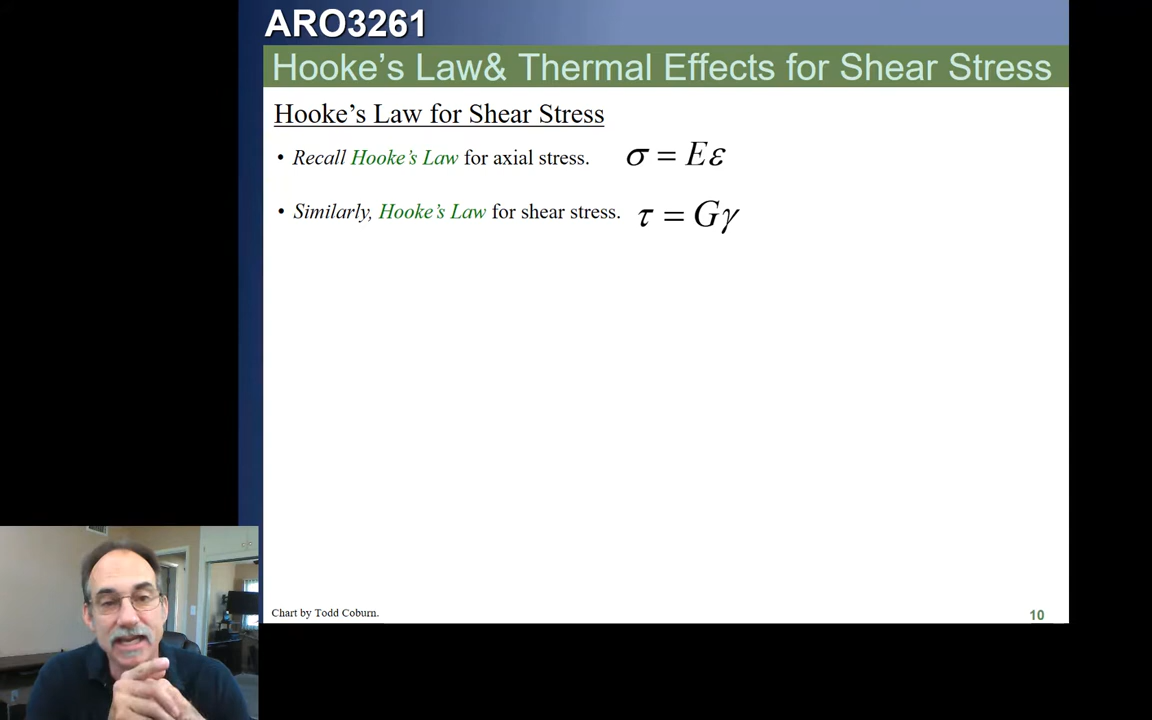 ARO3261
Hooke's Law& Thermal Effects for Shear Stress
Hooke's Law for Shear Stress
• Recall Hooke's Law for axial stress. σ = Eε
• Similarly, Hooke's Law for shear stress. τ = Gγ
Chart by Todd Coburn.
10